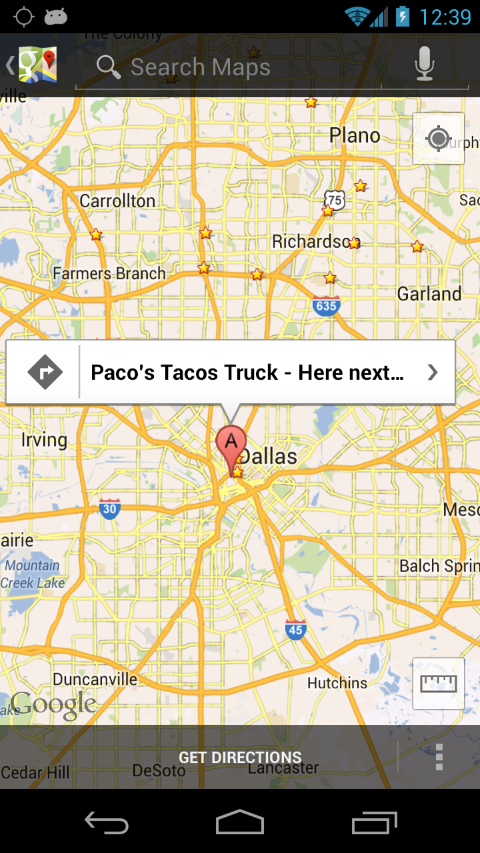 12:39
The Colony
Search Maps
ville
Plano
Murphy
75
Carrollton
Sac
Richardson
Farmers Branch
Garland
635
Paco's Tacos Truck - Here next...
A
Irving
Dallas
30
Mesq
airie
Mountain
Creek Lake
Balch Sprin
45
Duncanville
Hutchins
ake
Google
GET DIRECTIONS
Cedar Hill
DeSoto
Lancaster